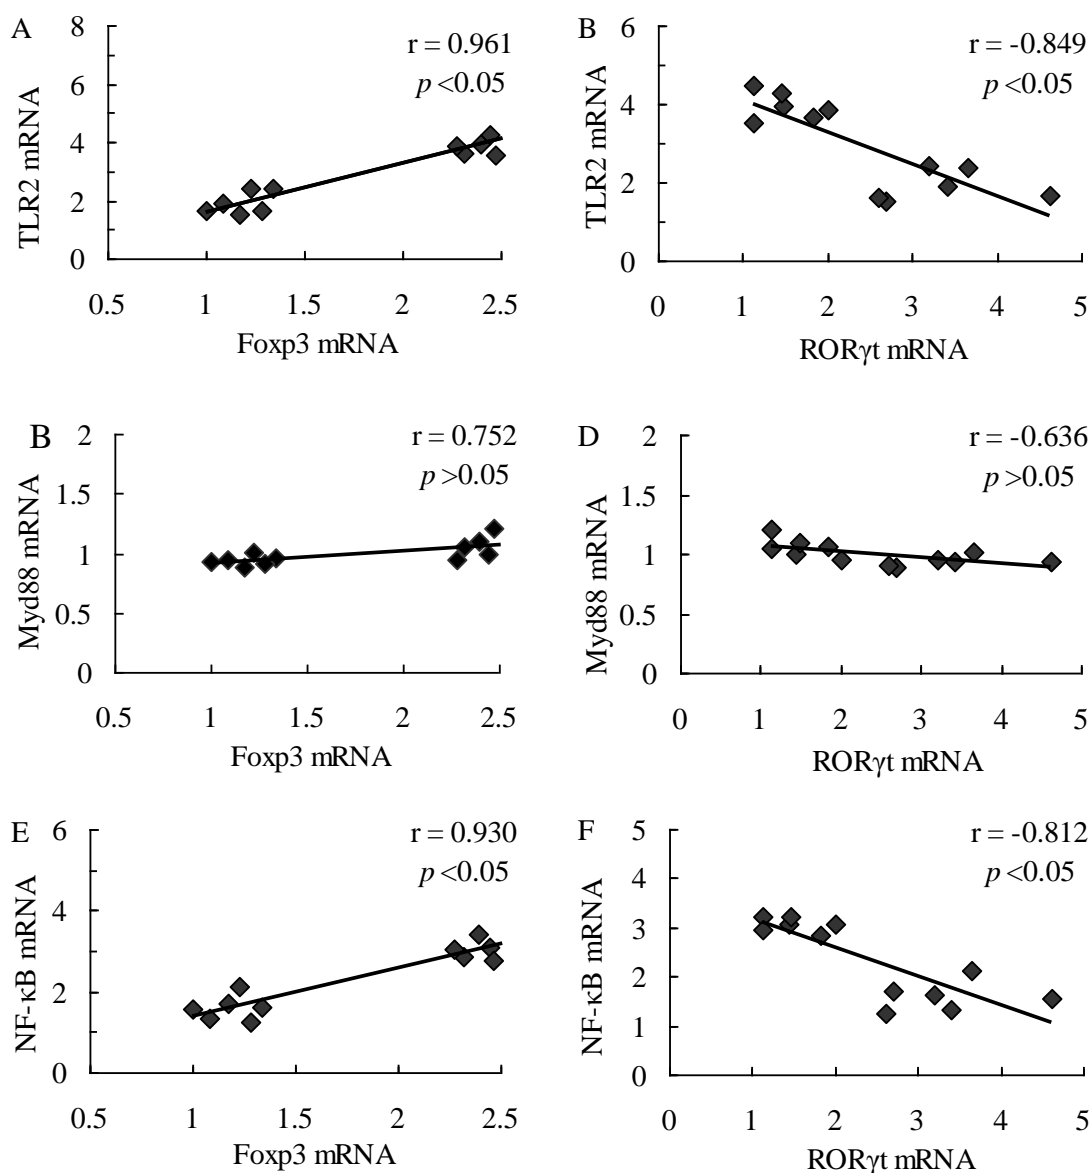 A
r = 0.961
p <0.05
TLR2 mRNA
8
6
4
2
0
0.5 1 1.5 2 2.5
Foxp3 mRNA
B
r = -0.849
p <0.05
TLR2 mRNA
6
4
2
0
0 1 2 3 4 5
RORγt mRNA
B
r = 0.752
p >0.05
Myd88 mRNA
2
1.5
1
0.5
0
0.5 1 1.5 2 2.5
Foxp3 mRNA
D
r = -0.636
p >0.05
Myd88 mRNA
2
1.5
1
0.5
0
0 1 2 3 4 5
RORγt mRNA
E
r = 0.930
p <0.05
NF-κB mRNA
6
4
2
0
0.5 1 1.5 2 2.5
Foxp3 mRNA
F
r = -0.812
p <0.05
NF-κB mRNA
5
4
3
2
1
0
0 1 2 3 4 5
RORγt mRNA